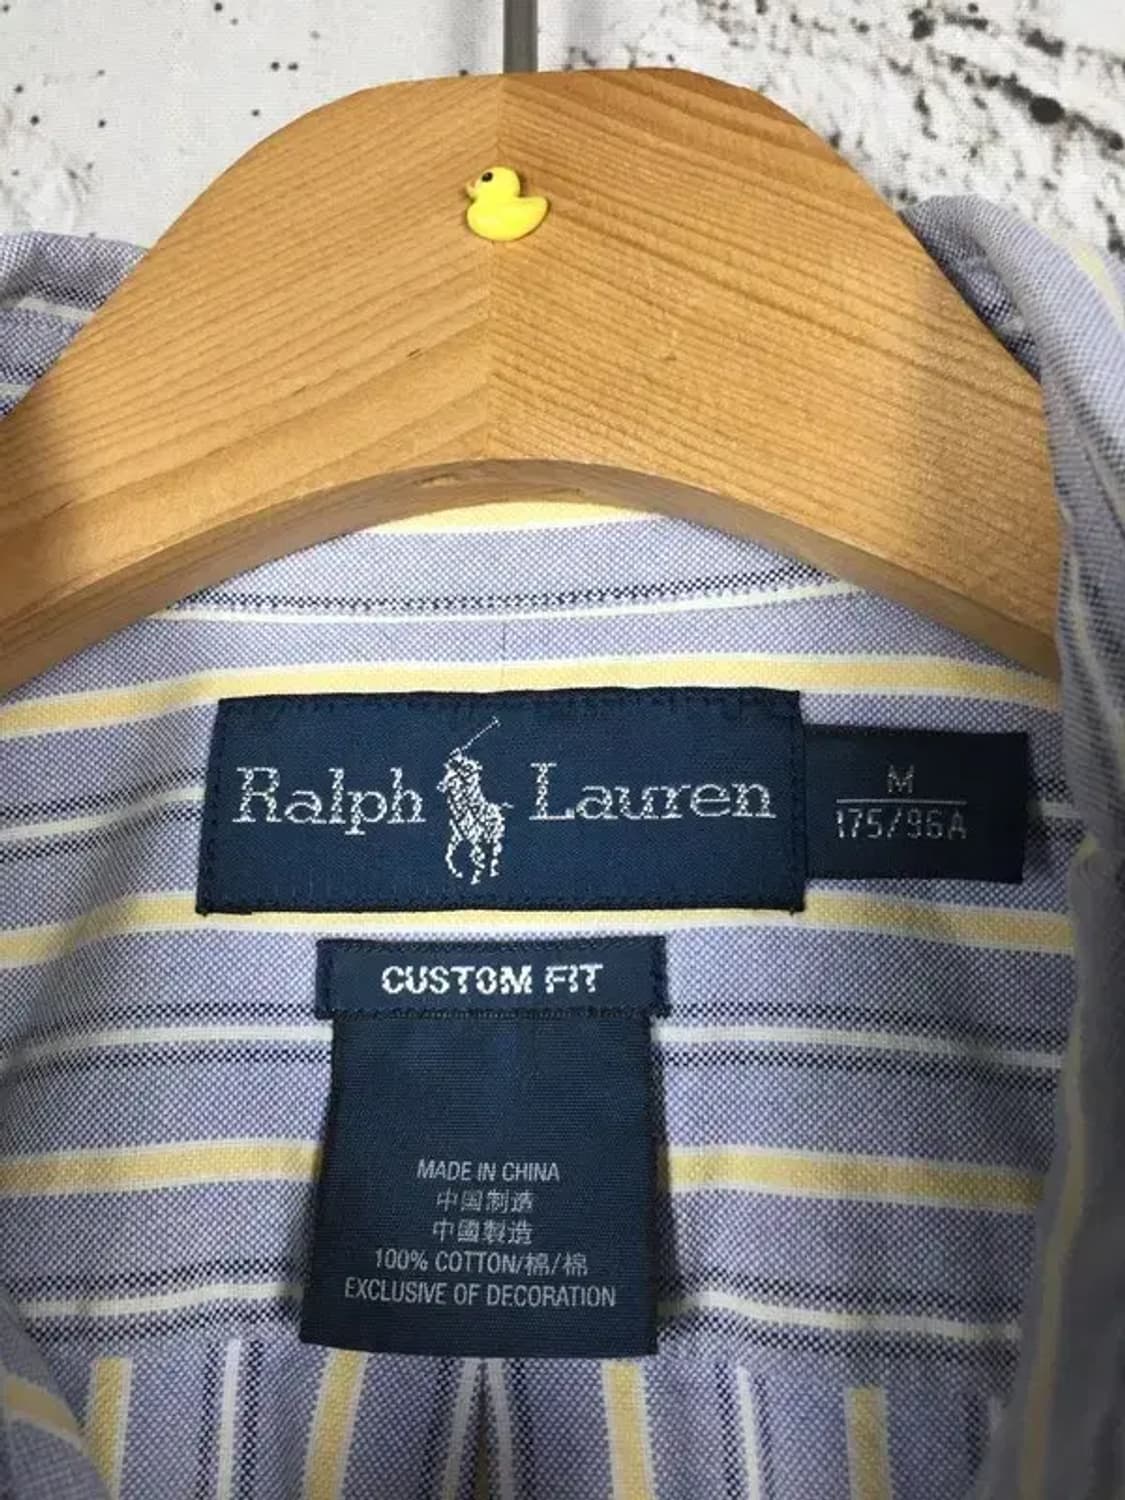 Ralph Lauren
M
175/96A
CUSTOM FIT
MADE IN CHINA
中国制造
中國製造
100% COTTON/棉/棉
EXCLUSIVE OF DECORATION